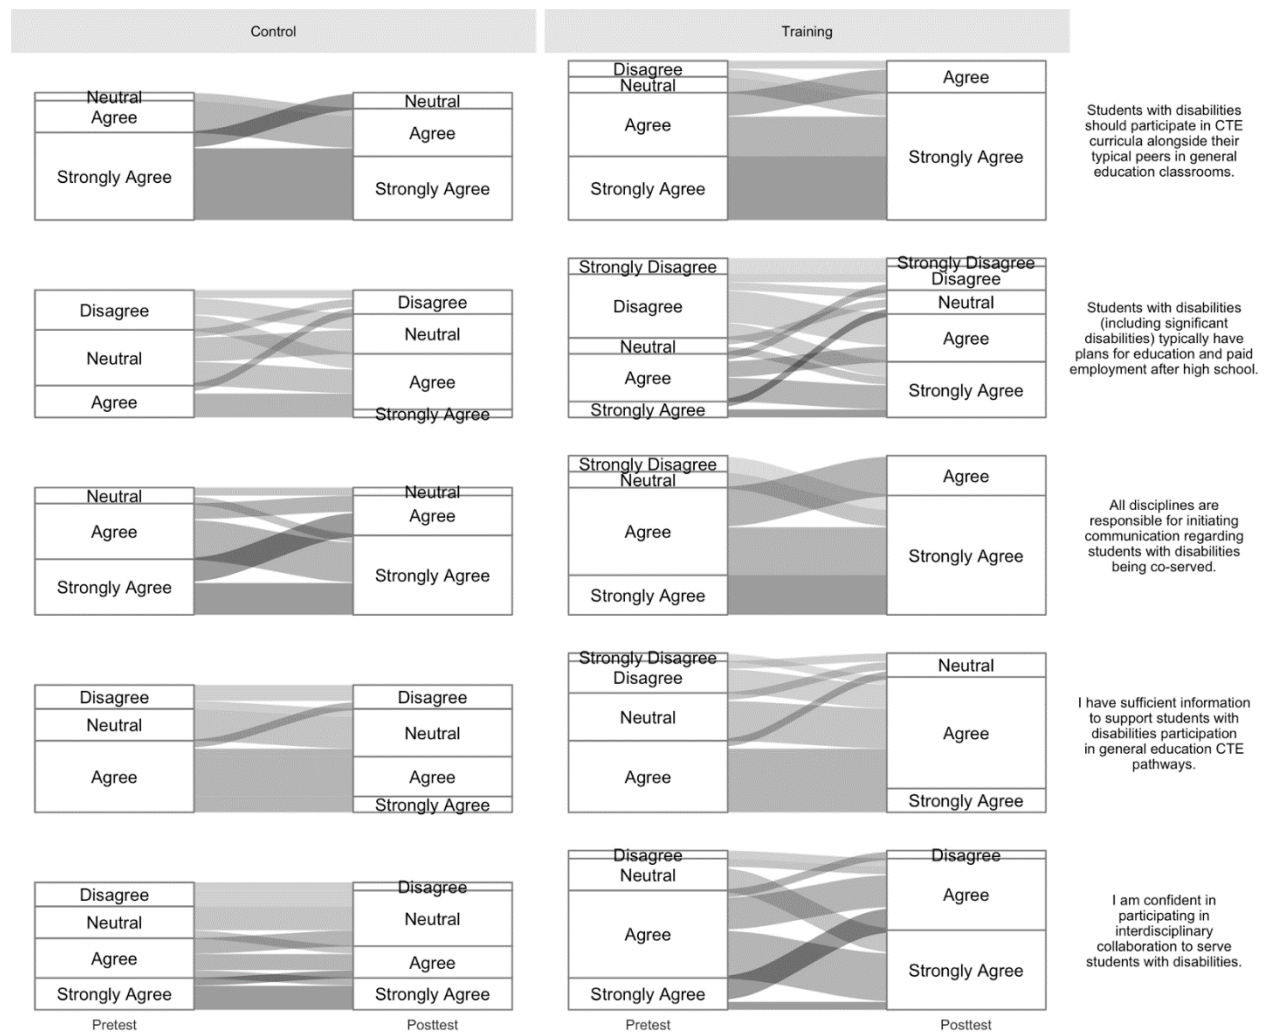 Control
Training
Neutral
Agree
Strongly Agree
Neutral
Agree
Strongly Agree
Disagree
Neutral
Agree
Strongly Agree
Agree
Strongly Agree
Students with disabilities
should participate in CTE
curricula alongside their
typical peers in general
education classrooms.
Disagree
Neutral
Agree
Disagree
Neutral
Agree
Strongly Agree
Strongly Disagree
Disagree
Neutral
Agree
Strongly Agree
Strongly Disagree
Disagree
Neutral
Agree
Strongly Agree
Students with disabilities
(including significant
disabilities) typically have
plans for education and paid
employment after high school.
Neutral
Agree
Strongly Agree
Neutral
Agree
Strongly Agree
Strongly Disagree
Neutral
Agree
Strongly Agree
Agree
Strongly Agree
All disciplines are
responsible for initiating
communication regarding
students with disabilities
being co-served.
Disagree
Neutral
Agree
Disagree
Neutral
Agree
Strongly Agree
Strongly Disagree
Disagree
Neutral
Agree
Neutral
Agree
Strongly Agree
I have sufficient information
to support students with
disabilities participation
in general education CTE
pathways.
Disagree
Neutral
Agree
Strongly Agree
Disagree
Neutral
Agree
Strongly Agree
Disagree
Neutral
Agree
Strongly Agree
Disagree
Agree
Strongly Agree
I am confident in
participating in
interdisciplinary
collaboration to serve
students with disabilities.
Pretest
Posttest
Pretest
Posttest